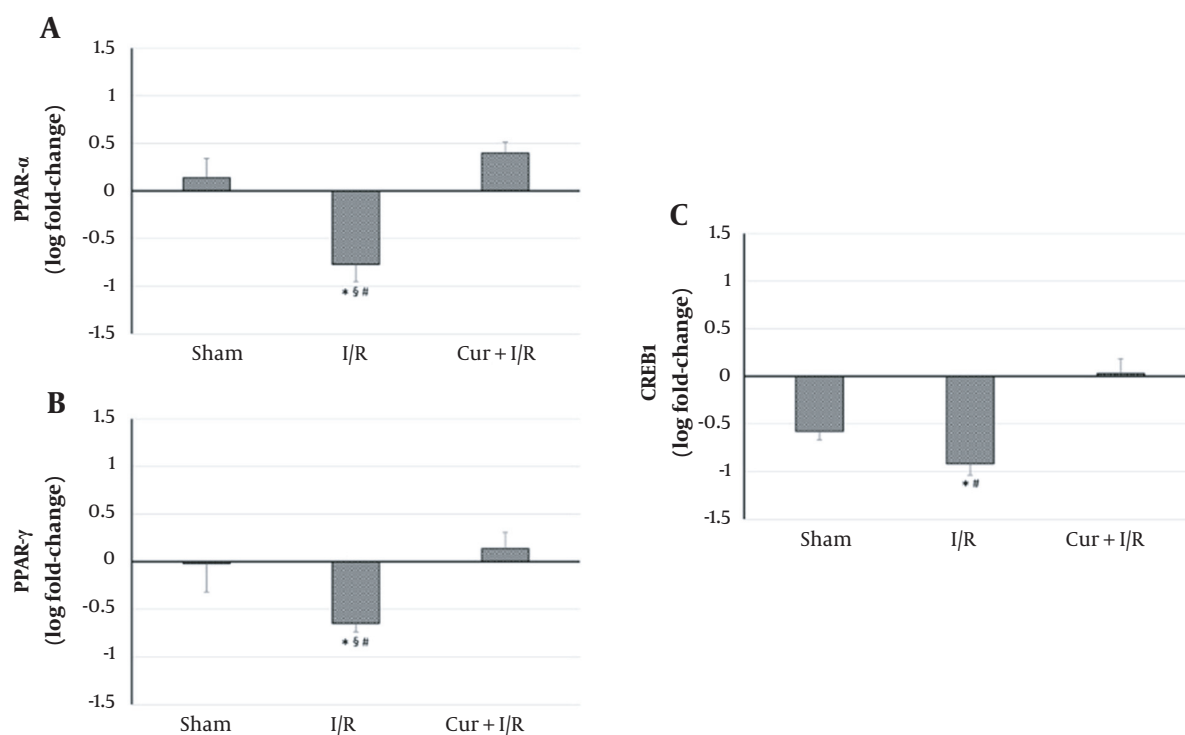 A
PPAR-α
(log fold-change)
1.5
1
0.5
0
-0.5
-1
-1.5
* § #
Sham I/R Cur + I/R
B
PPAR-γ
(log fold-change)
1.5
1
0.5
0
-0.5
-1
-1.5
* § #
Sham I/R Cur + I/R
C
CREB1
(log fold-change)
1.5
1
0.5
0
-0.5
-1
-1.5
* #
Sham I/R Cur + I/R